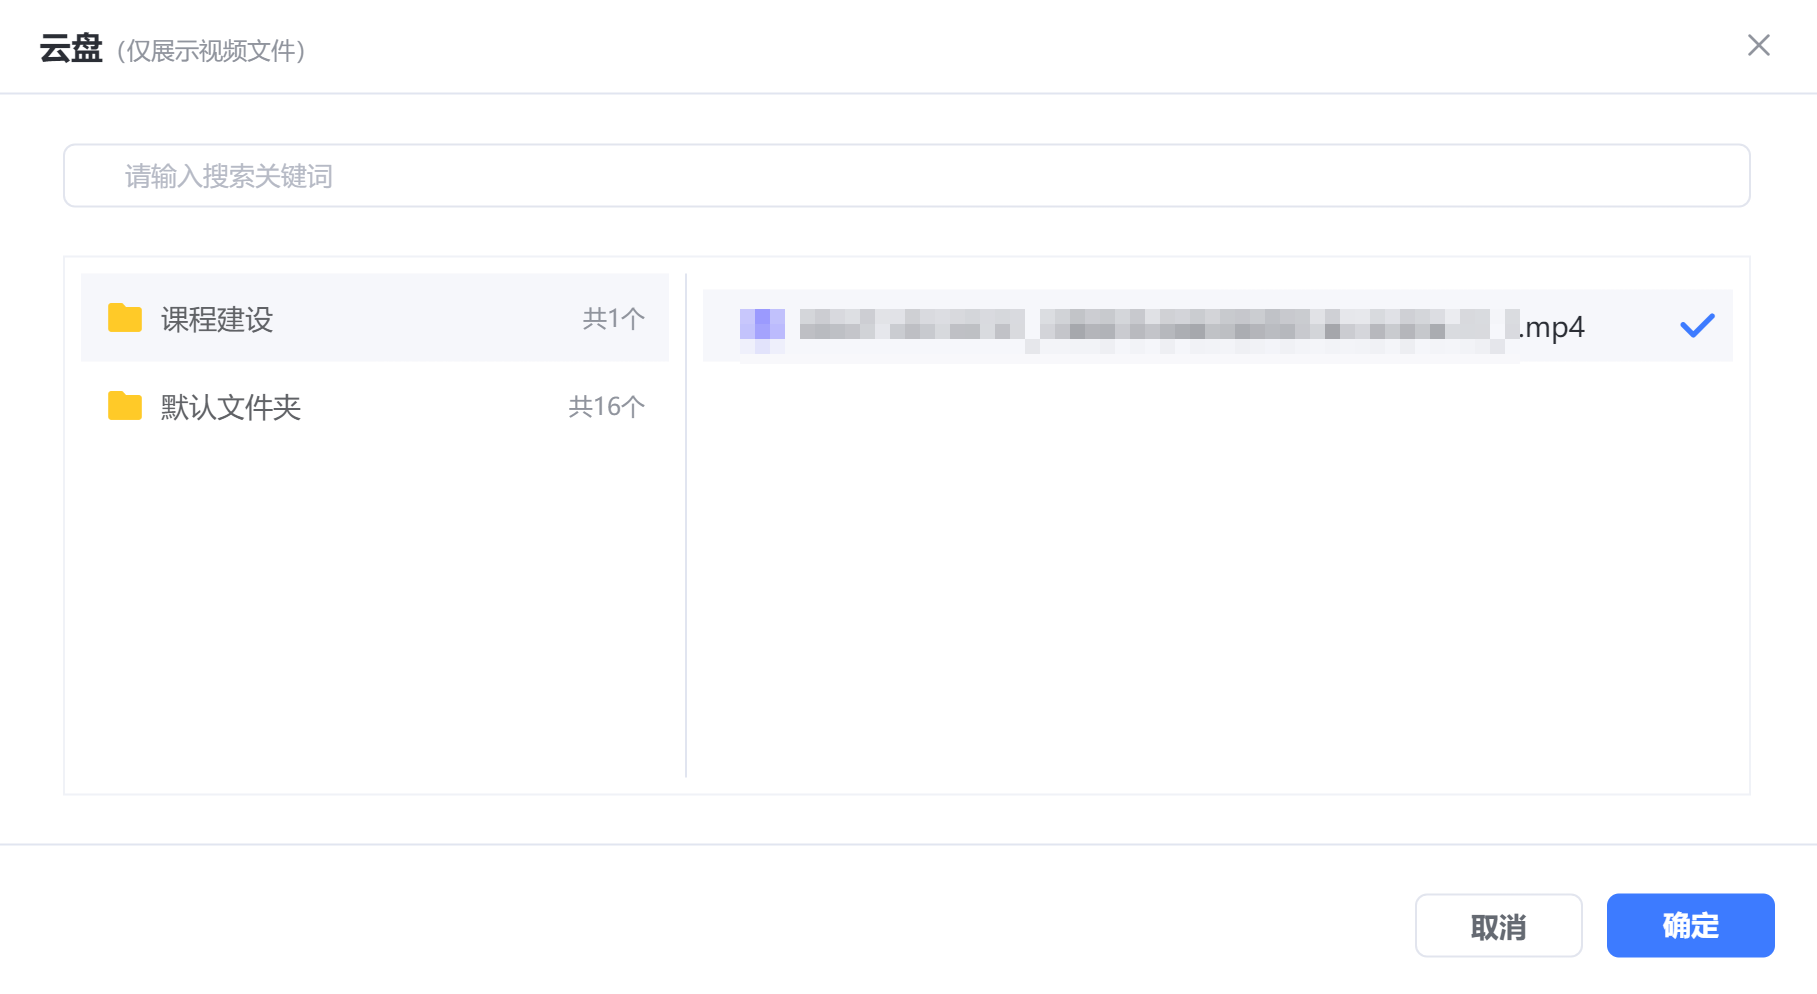 云盘 (仅展示视频文件)
请输入搜索关键词
课程建设 共1个
.mp4
默认文件夹 共16个
取消 确定